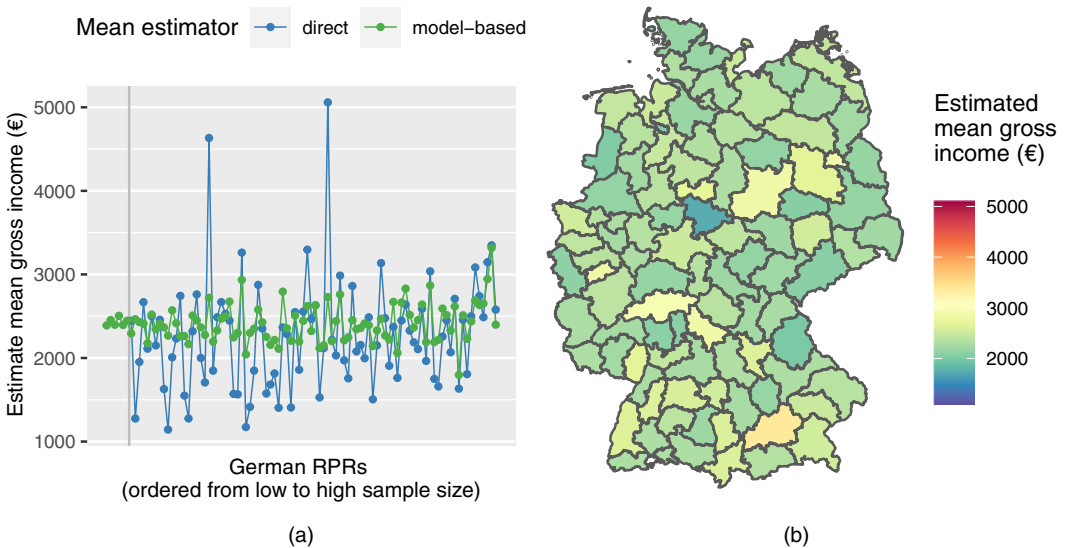 Mean estimator direct model−based
Estimate mean gross income (€)
5000
4000
3000
2000
1000
German RPRs
(ordered from low to high sample size)
(a)
Estimated
mean gross
income (€)
5000
4000
3000
2000
(b)